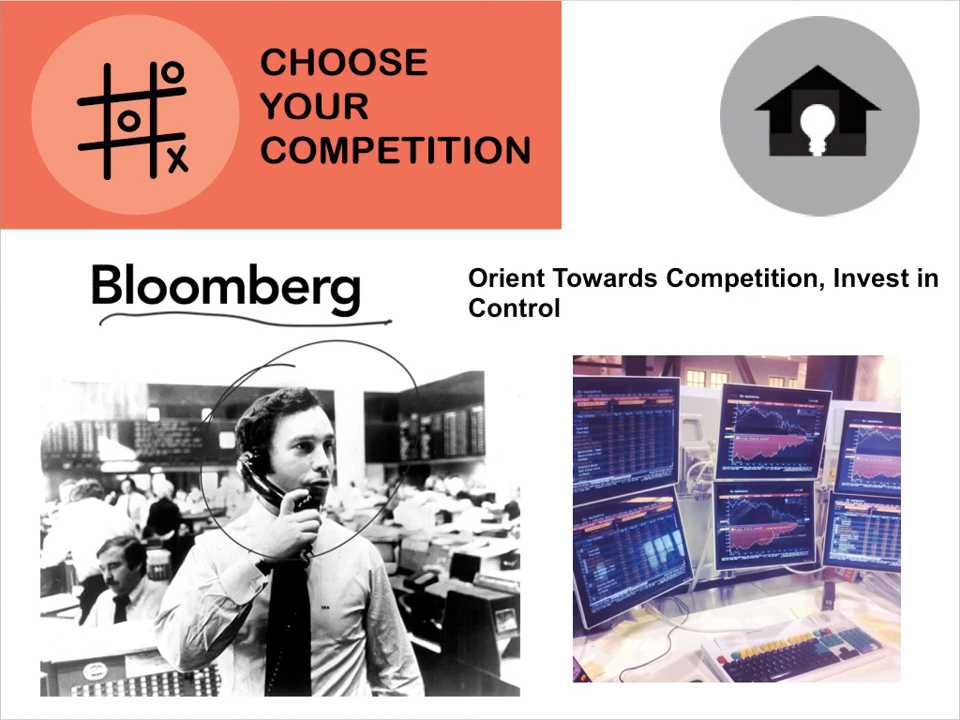 CHOOSE
YOUR
COMPETITION
Bloomberg
Orient Towards Competition, Invest in
Control